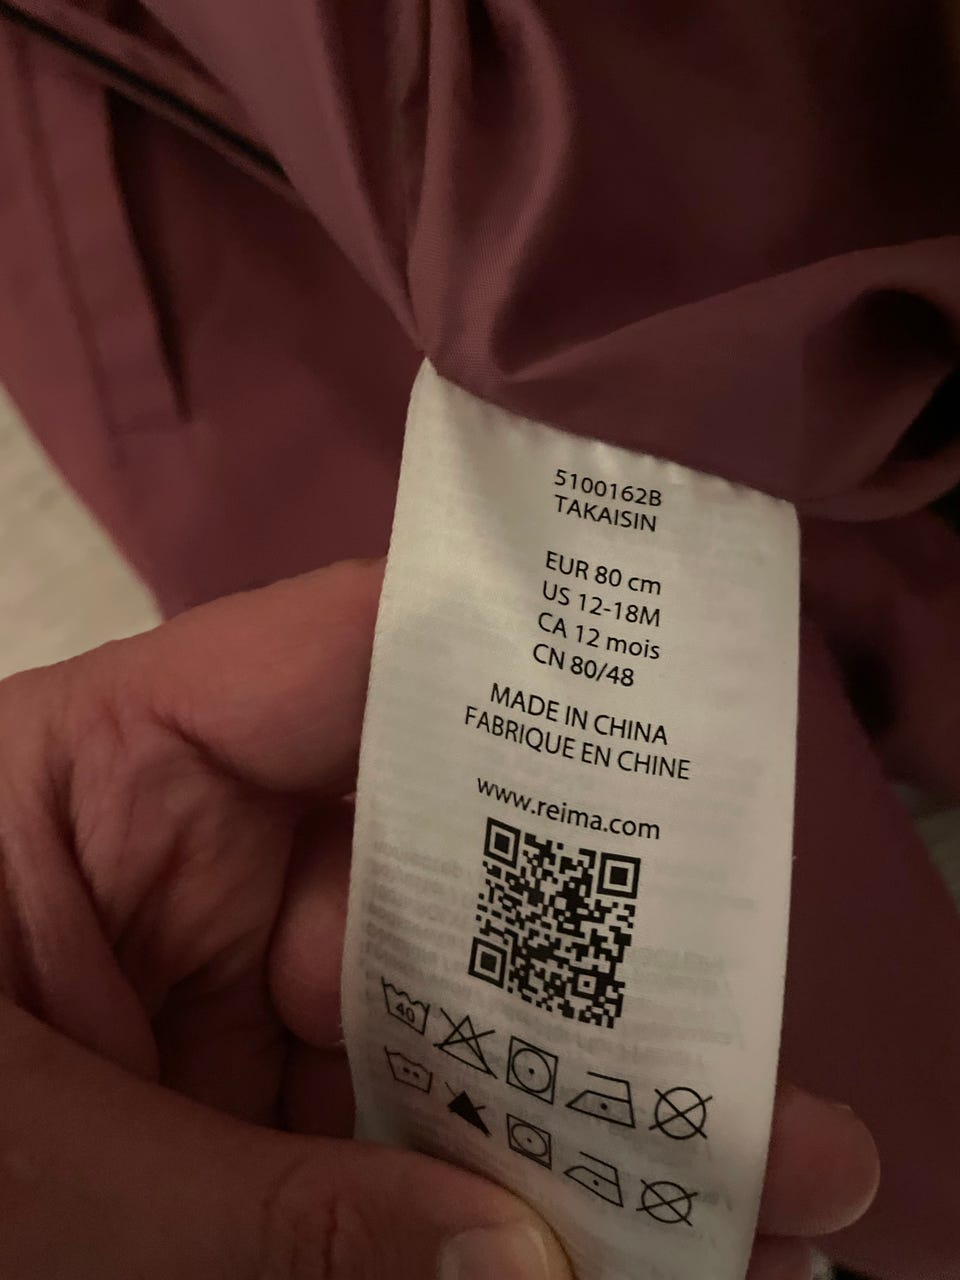 5100162B
TAKAISIN
EUR 80 cm
US 12-18M
CA 12 mois
CN 80/48
MADE IN CHINA
FABRIQUE EN CHINE
www.reima.com
40